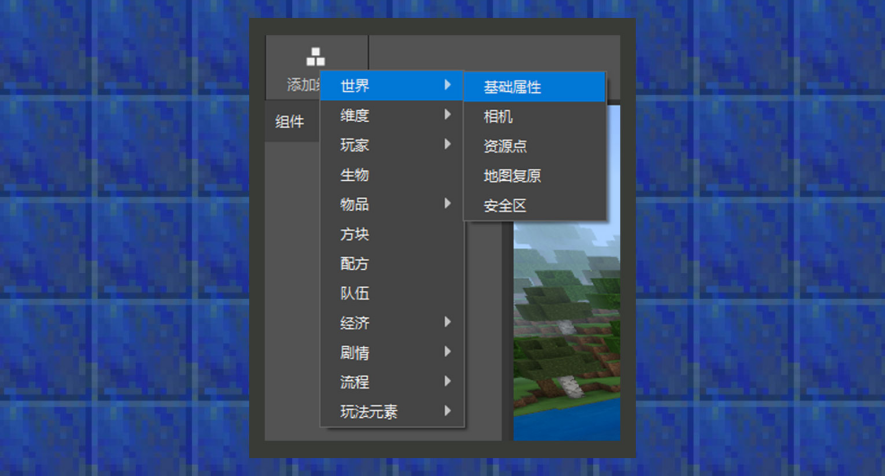 添加
组件
世界
维度
玩家
生物
物品
方块
配方
队伍
经济
剧情
流程
玩法元素
基础属性
相机
资源点
地图复原
安全区